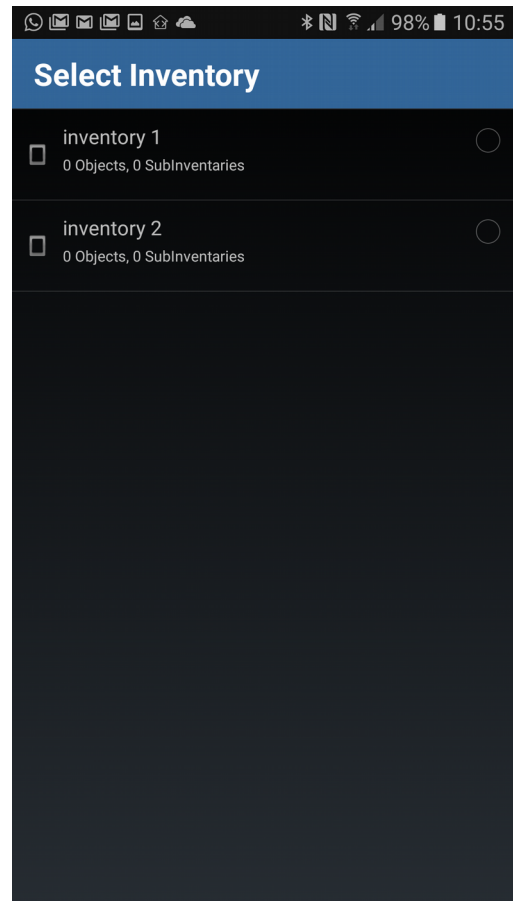 98% 10:55
Select Inventory
inventory 1
0 Objects, 0 SubInventaries
inventory 2
0 Objects, 0 SubInventaries